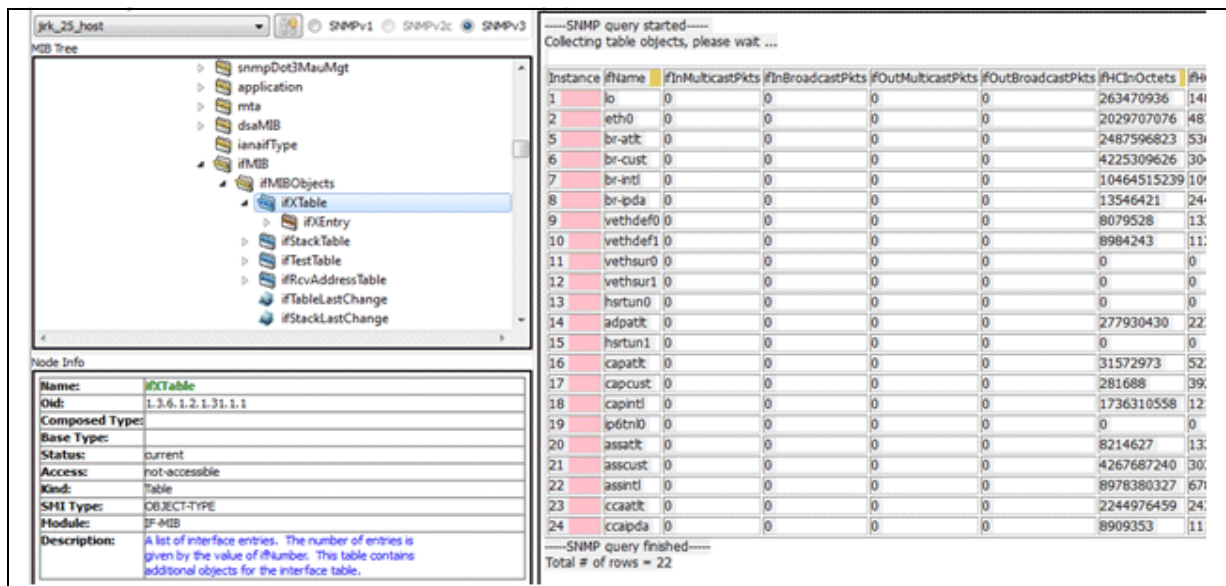 jirk_25_host SNMPv1 SNMPv2c SNMPv3
MIB Tree
snmpDot3MauMgt
application
mta
dsaMIB
ianaifType
ifMIB
ifMIBObjects
ifXTable
ifXEntry
ifStackTable
ifTestTable
ifRcvAddressTable
ifTableLastChange
ifStackLastChange
Node Info
Name: ifXTable
Oid: 1.3.6.1.2.1.31.1.1
Composed Type:
Base Type:
Status: current
Access: not-accessible
Kind: Table
SMI Type: OBJECT-TYPE
Module: IF-MIB
Description: A list of interface entries. The number of entries is
given by the value of ifNumber. This table contains
additional objects for the interface table.
-----SNMP query started-----
Collecting table objects, please wait ...
Instance ifName ifInMulticastPkts ifInBroadcastPkts ifOutMulticastPkts ifOutBroadcastPkts ifHCInOctets
1 lo 0 0 0 0 263470936
2 eth0 0 0 0 0 2029707076
5 br-atlt 0 0 0 0 2487596823
6 br-cust 0 0 0 0 4225309626
7 br-intl 0 0 0 0 10464515239
8 br-ipda 0 0 0 0 13546421
9 vethdef0 0 0 0 0 8079528
10 vethdef1 0 0 0 0 8984243
11 vethsur0 0 0 0 0 0 0
12 vethsur1 0 0 0 0 0 0
13 hsrtun0 0 0 0 0 0 0
14 adpatlt 0 0 0 0 277930430
15 hsrtun1 0 0 0 0 0 0
16 capatlt 0 0 0 0 31572973
17 capcust 0 0 0 0 281688
18 capintl 0 0 0 0 1736310558
19 ip6tnl0 0 0 0 0 0 0
20 assatlt 0 0 0 0 8214627
21 asscust 0 0 0 0 4267687240
22 assintl 0 0 0 0 8978380327
23 ccaatlt 0 0 0 0 2244976459
24 ccaipda 0 0 0 0 8909353
-----SNMP query finished-----
Total # of rows = 22